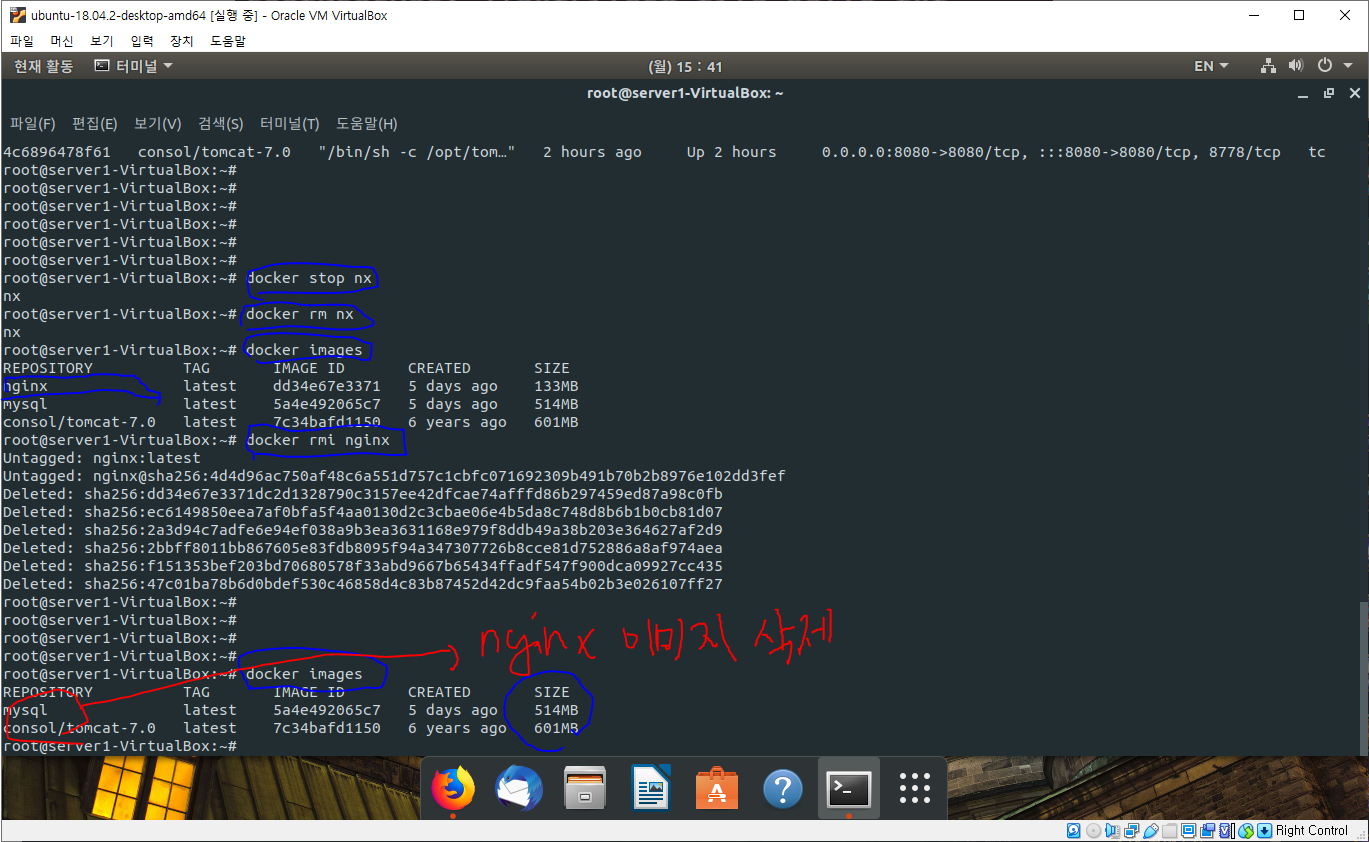 ubuntu-18.04.2-desktop-amd64 [실행 중] - Oracle VM VirtualBox
파일 머신 보기 입력 장치 도움말
현재 활동 터미널 (월) 15 : 41 EN
root@server1-VirtualBox: ~
파일(F) 편집(E) 보기(V) 검색(S) 터미널(T) 도움말(H)
4c6896478f61 consol/tomcat-7.0 "/bin/sh -c /opt/tom…" 2 hours ago Up 2 hours 0.0.0.0:8080->8080/tcp, :::8080->8080/tcp, 8778/tcp tc
root@server1-VirtualBox:~#
root@server1-VirtualBox:~#
root@server1-VirtualBox:~#
root@server1-VirtualBox:~#
root@server1-VirtualBox:~#
root@server1-VirtualBox:~#
root@server1-VirtualBox:~# docker stop nx
nx
root@server1-VirtualBox:~# docker rm nx
nx
root@server1-VirtualBox:~# docker images
REPOSITORY TAG IMAGE ID CREATED SIZE
nginx latest dd34e67e3371 5 days ago 133MB
mysql latest 5a4e492065c7 5 days ago 514MB
consol/tomcat-7.0 latest 7c34bafd1150 6 years ago 601MB
root@server1-VirtualBox:~# docker rmi nginx
Untagged: nginx:latest
Untagged: nginx@sha256:4d4d96ac750af48c6a551d757c1cbfc071692309b491b70b2b8976e102dd3fef
Deleted: sha256:dd34e67e3371dc2d1328790c3157ee42dfcae74afffd86b297459ed87a98c0fb
Deleted: sha256:ec6149850eea7af0bfa5f4aa0130d2c3cbae06e4b5da8c748d8b6b1b0cb81d07
Deleted: sha256:2a3d94c7adfe6e94ef038a9b3ea3631168e979f8ddb49a38b203e364627af2d9
Deleted: sha256:2bbff8011bb867605e83fdb8095f94a347307726b8cce81d752886a8af974aea
Deleted: sha256:f151353bef203bd70680578f33abd9667b65434ffadf547f900dca09927cc435
Deleted: sha256:47c01ba78b6d0bdef530c46858d4c83b87452d42dc9faa54b02b3e026107ff27
root@server1-VirtualBox:~#
root@server1-VirtualBox:~#
root@server1-VirtualBox:~#
nginx 이미지 삭제
root@server1-VirtualBox:~#
root@server1-VirtualBox:~# docker images
REPOSITORY TAG IMAGE ID CREATED SIZE
mysql latest 5a4e492065c7 5 days ago 514MB
consol/tomcat-7.0 latest 7c34bafd1150 6 years ago 601MB
root@server1-VirtualBox:~#
Right Control